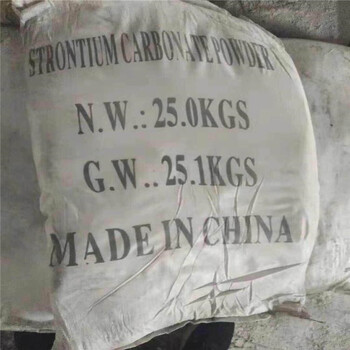 STRONTIUM CARBONATE POWDER
N.W.: 25.0KGS
G.W.. 25.1KGS
MADE IN CHINA